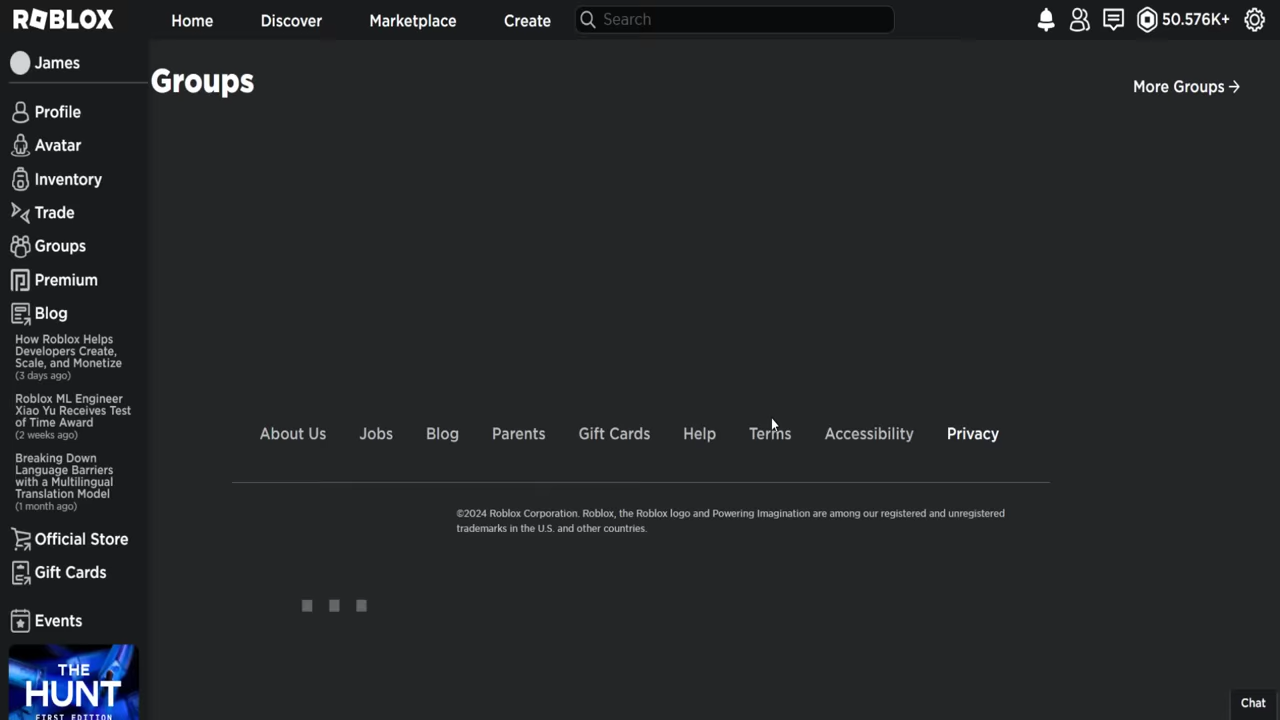 ROBLOX
Home
Discover
Marketplace
Create
Search
50.576K+
James
Groups
More Groups
Profile
Avatar
Inventory
Trade
Groups
Premium
Blog
How Roblox Helps
Developers Create,
Scale, and Monetize
(3 days ago)
Roblox ML Engineer
Xiao Yu Receives Test
of Time Award
(2 weeks ago)
Breaking Down
Language Barriers
with a Multilingual
Translation Model
(1 month ago)
Official Store
Gift Cards
Events
THE
HUNT
FIRST EDITION
About Us
Jobs
Blog
Parents
Gift Cards
Help
Terms
Accessibility
Privacy
©2024 Roblox Corporation. Roblox, the Roblox logo and Powering Imagination are among our registered and unregistered
trademarks in the U.S. and other countries.
Chat